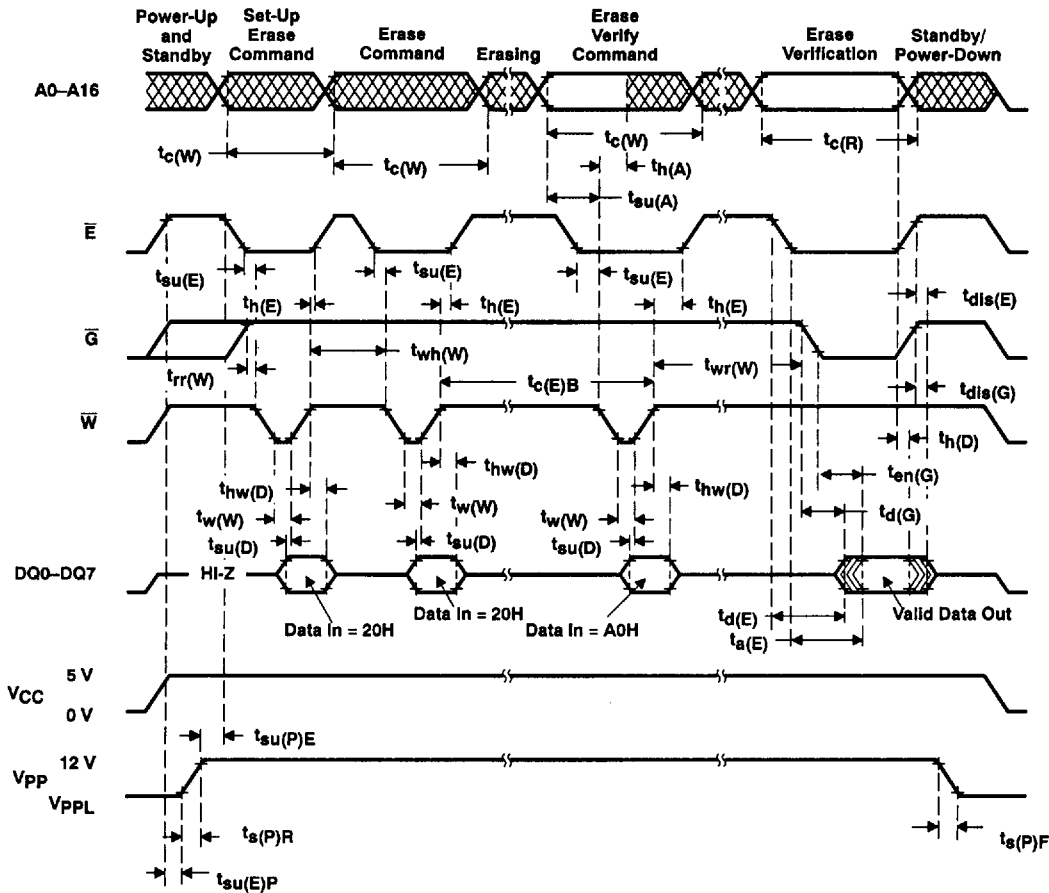 Power-Up
and
Standby
Set-Up
Erase
Command
Erase
Command
Erasing
Erase
Verify
Command
Erase
Verification
Standby/
Power-Down
A0–A16
tc(W)
tc(W)
tc(W)
th(A)
tsu(A)
tc(R)
E
tsu(E)
tsu(E)
tsu(E)
th(E)
th(E)
th(E)
tdis(E)
G
trr(W)
twh(W)
tc(E)B
twr(W)
tdis(G)
W
th(D)
thw(D)
thw(D)
thw(D)
ten(G)
tw(W)
tw(W)
tw(W)
td(G)
tsu(D)
tsu(D)
tsu(D)
DQ0–DQ7
HI-Z
Data In = 20H
Data In = 20H
Data In = A0H
Valid Data Out
td(E)
ta(E)
VCC
5 V
0 V
tsu(P)E
VPP
12 V
VPPL
ts(P)R
ts(P)F
tsu(E)P